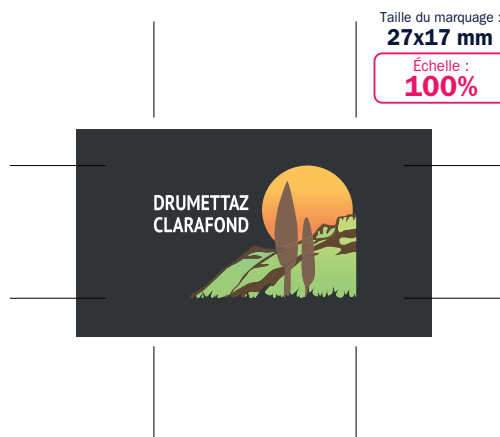 Taille du marquage :
27x17 mm
Échelle :
100%
DRUMETTAZ
CLARAFOND